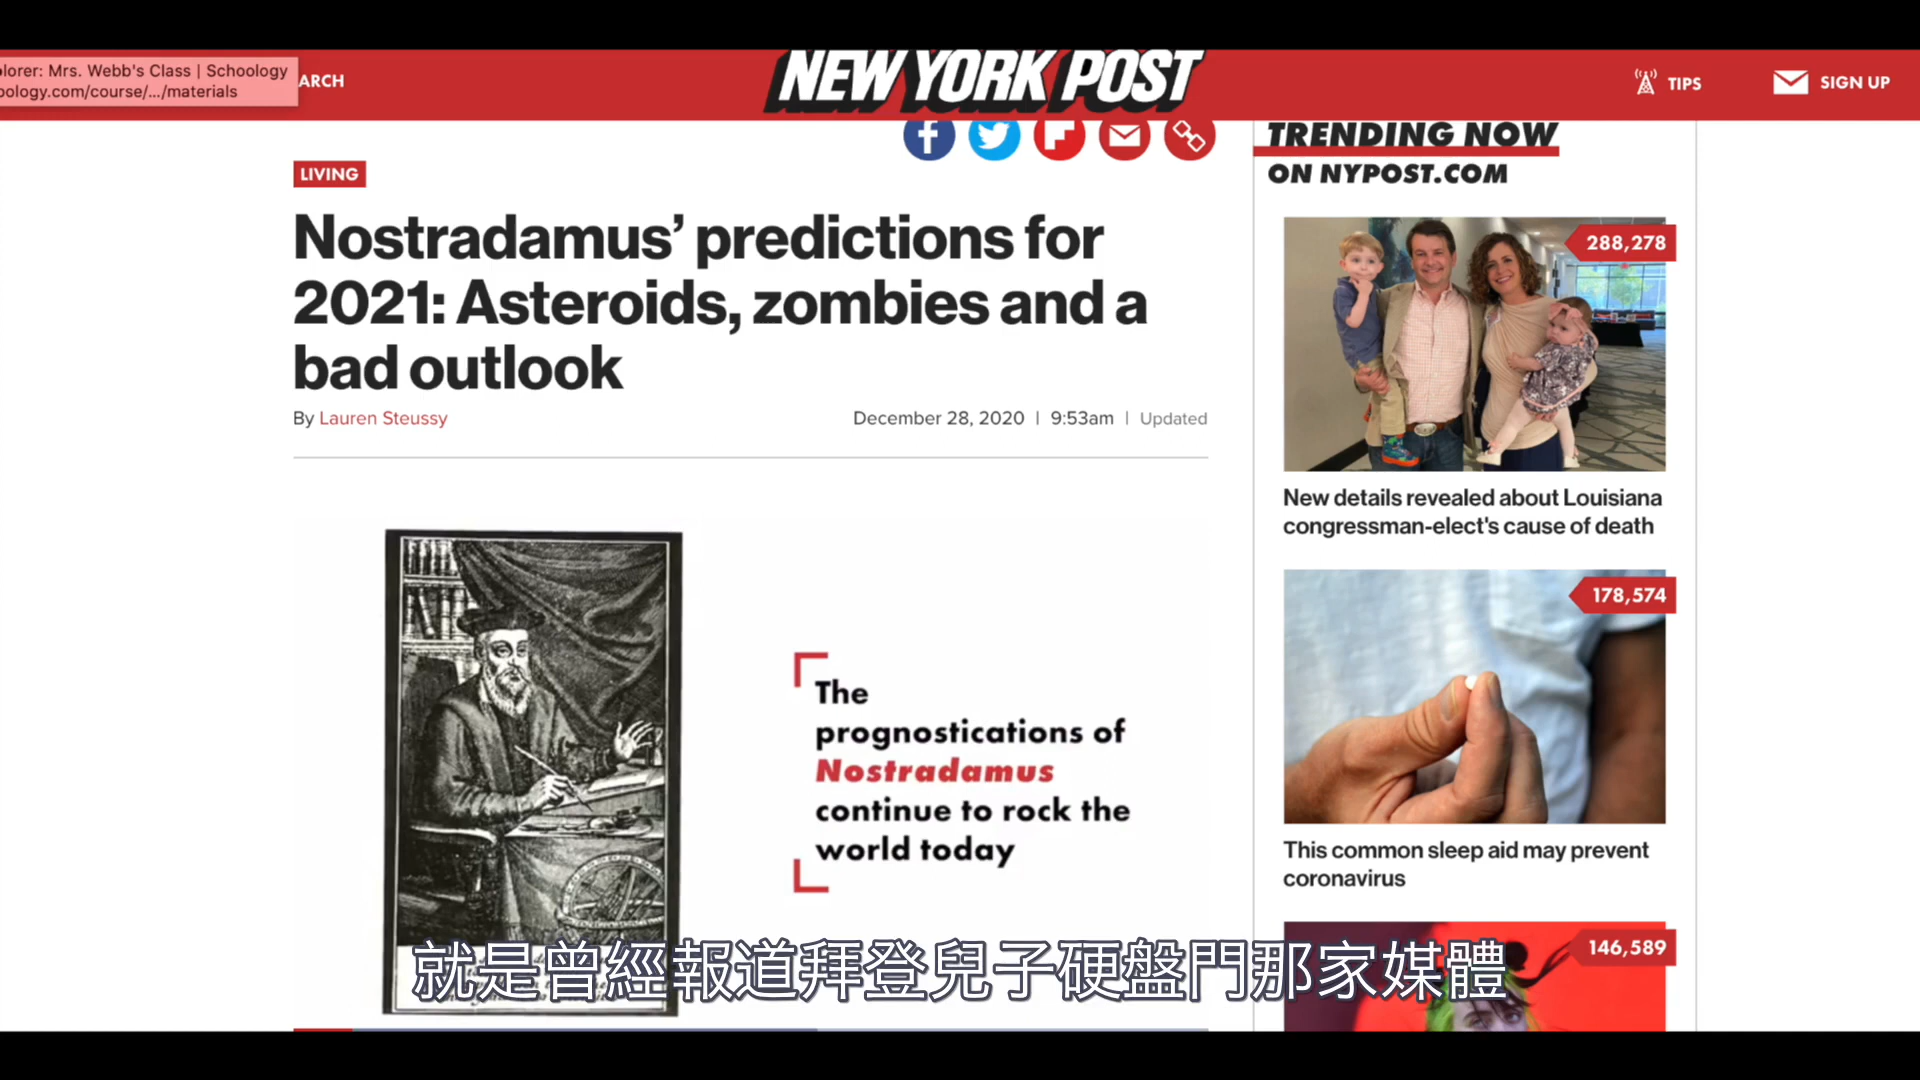 lorer: Mrs. Webb's Class | Schoology
ology.com/course/.../materials
ARCH
NEW YORK POST
TIPS
SIGN UP
LIVING
Nostradamus’ predictions for
2021: Asteroids, zombies and a
bad outlook
By Lauren Steussy
December 28, 2020 | 9:53am | Updated
The
prognostications of
Nostradamus
continue to rock the
world today
TRENDING NOW
ON NYPOST.COM
288,278
New details revealed about Louisiana
congressman-elect's cause of death
178,574
This common sleep aid may prevent
coronavirus
146,589
就是曾經報道拜登兒子硬盤門那家媒體